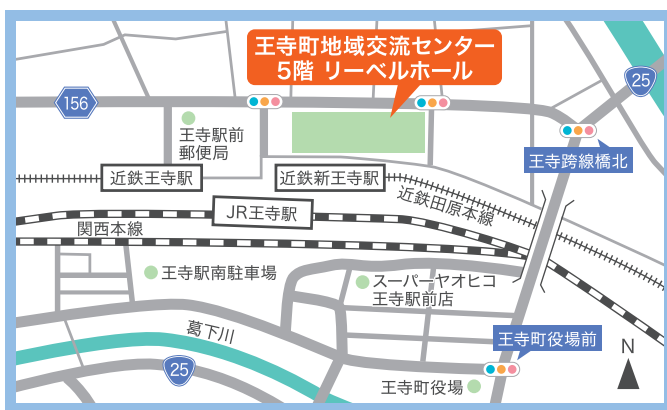 王寺町地域交流センター
5階 リーベルホール
25
156
王寺駅前
郵便局
王寺跨線橋北
近鉄王寺駅
近鉄新王寺駅
近鉄田原本線
JR王寺駅
関西本線
王寺駅南駐車場
スーパーヤオヒコ
王寺駅前店
葛下川
王寺町役場前
N
25
王寺町役場